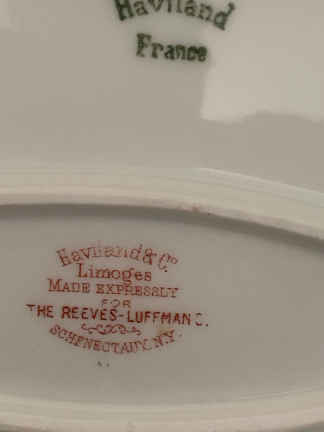 Haviland
France
Haviland & Co.
Limoges
MADE EXPRESSLY
FOR
THE REEVES-LUFFMAN C.
SCHENECTADY, N.Y.